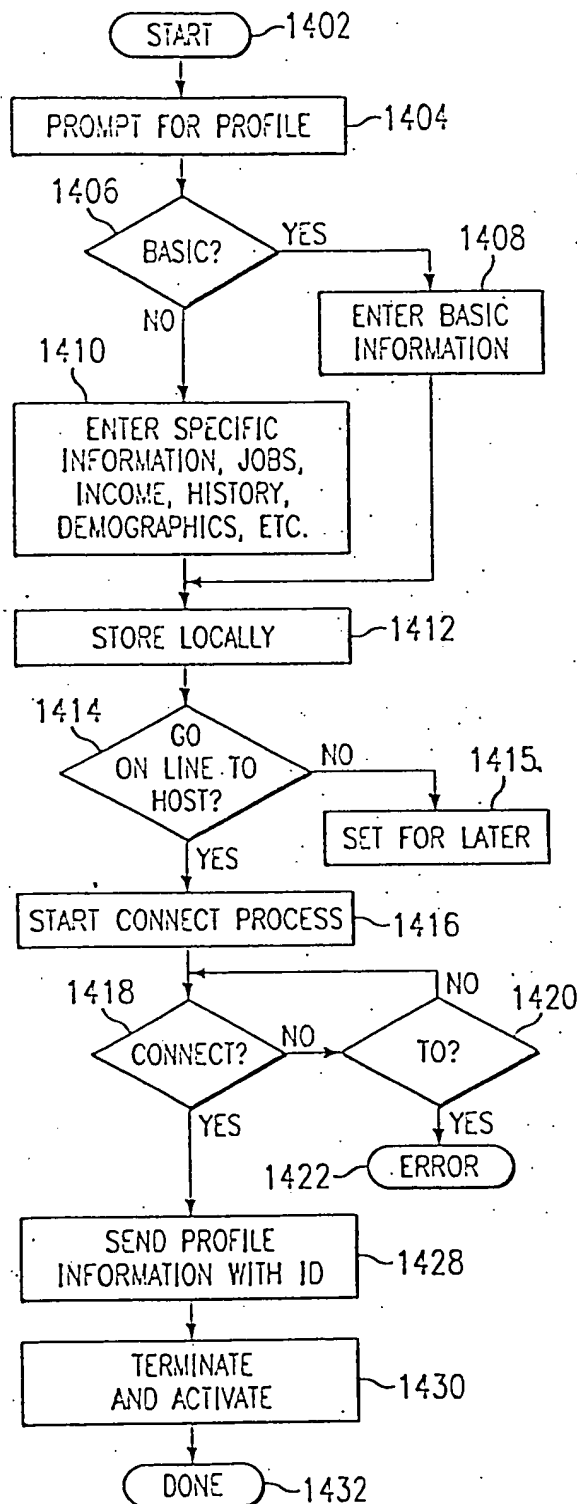 START
1402
PROMPT FOR PROFILE
1404
1406
BASIC?
YES
1408
NO
ENTER BASIC
INFORMATION
1410
ENTER SPECIFIC
INFORMATION, JOBS,
INCOME, HISTORY,
DEMOGRAPHICS, ETC.
STORE LOCALLY
1412
1414
GO
ON LINE TO
HOST?
NO
1415
SET FOR LATER
YES
START CONNECT PROCESS
1416
NO
1418
1420
CONNECT?
NO
TO?
YES
YES
1422
ERROR
SEND PROFILE
INFORMATION WITH ID
1428
TERMINATE
AND ACTIVATE
1430
DONE
1432